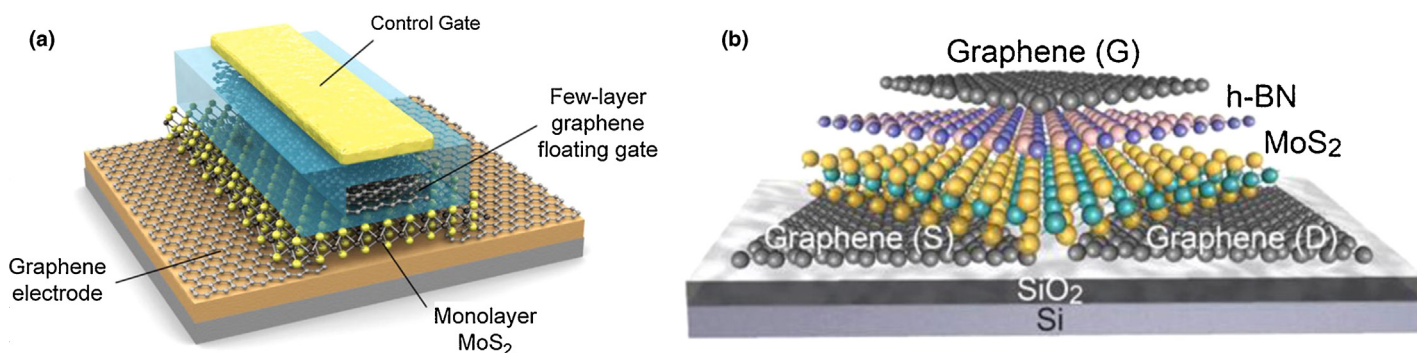 (a)
Control Gate
Few-layer
graphene
floating gate
Graphene
electrode
Monolayer
MoS₂
(b)
Graphene (G)
h-BN
MoS₂
Graphene (S)
Graphene (D)
SiO₂
Si